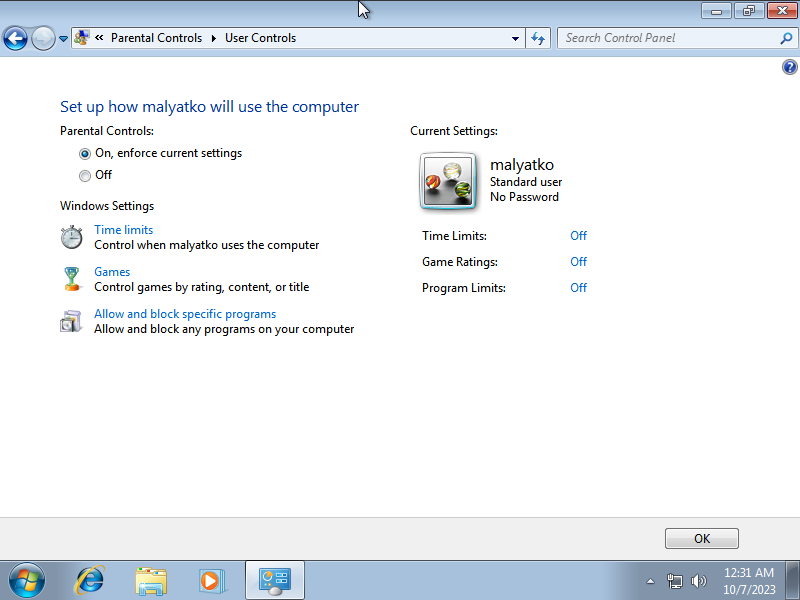 « Parental Controls User Controls
Search Control Panel
Set up how malyatko will use the computer
Parental Controls:
On, enforce current settings
Off
Windows Settings
Time limits
Control when malyatko uses the computer
Games
Control games by rating, content, or title
Allow and block specific programs
Allow and block any programs on your computer
Current Settings:
malyatko
Standard user
No Password
Time Limits: Off
Game Ratings: Off
Program Limits: Off
OK
12:31 AM
10/7/2023